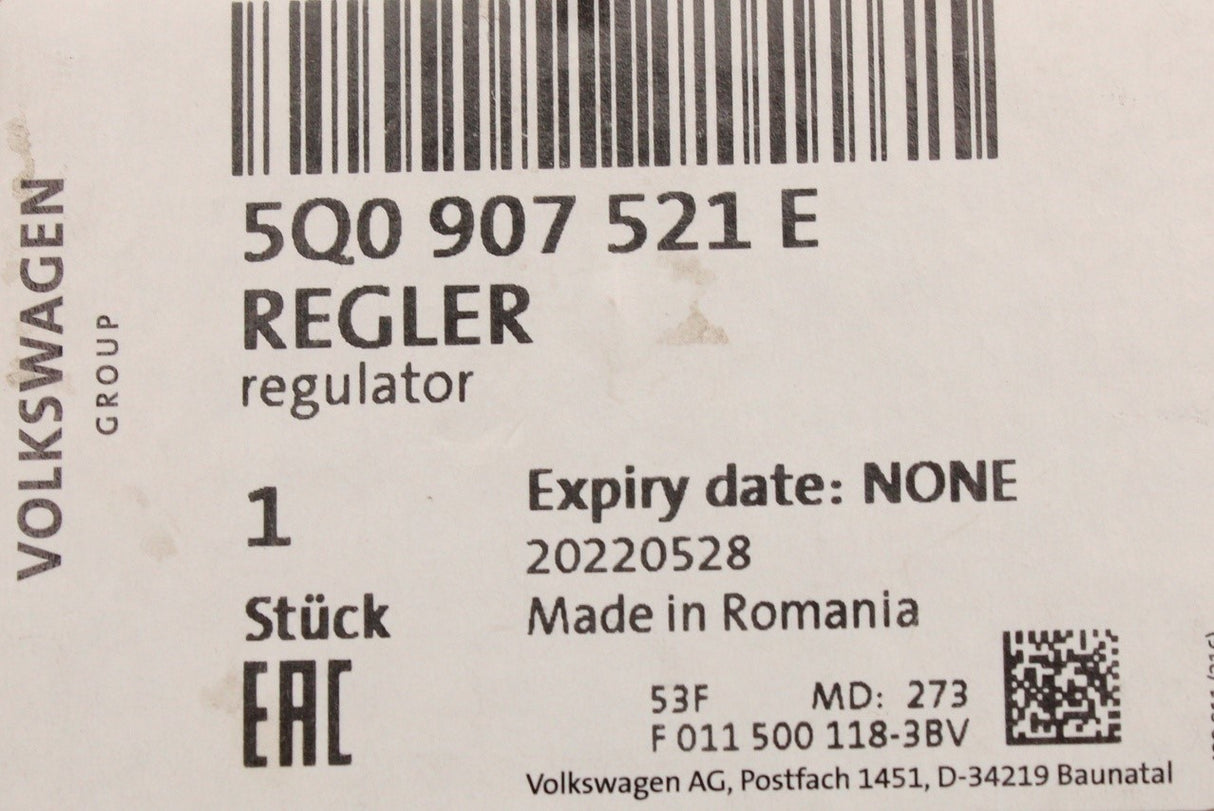 5Q0 907 521 E
REGLER
regulator
VOLKSWAGEN
GROUP
1
Stück
EAC
Expiry date: NONE
20220528
Made in Romania
53F MD: 273
F 011 500 118-3BV
Volkswagen AG, Postfach 1451, D-34219 Baunatal